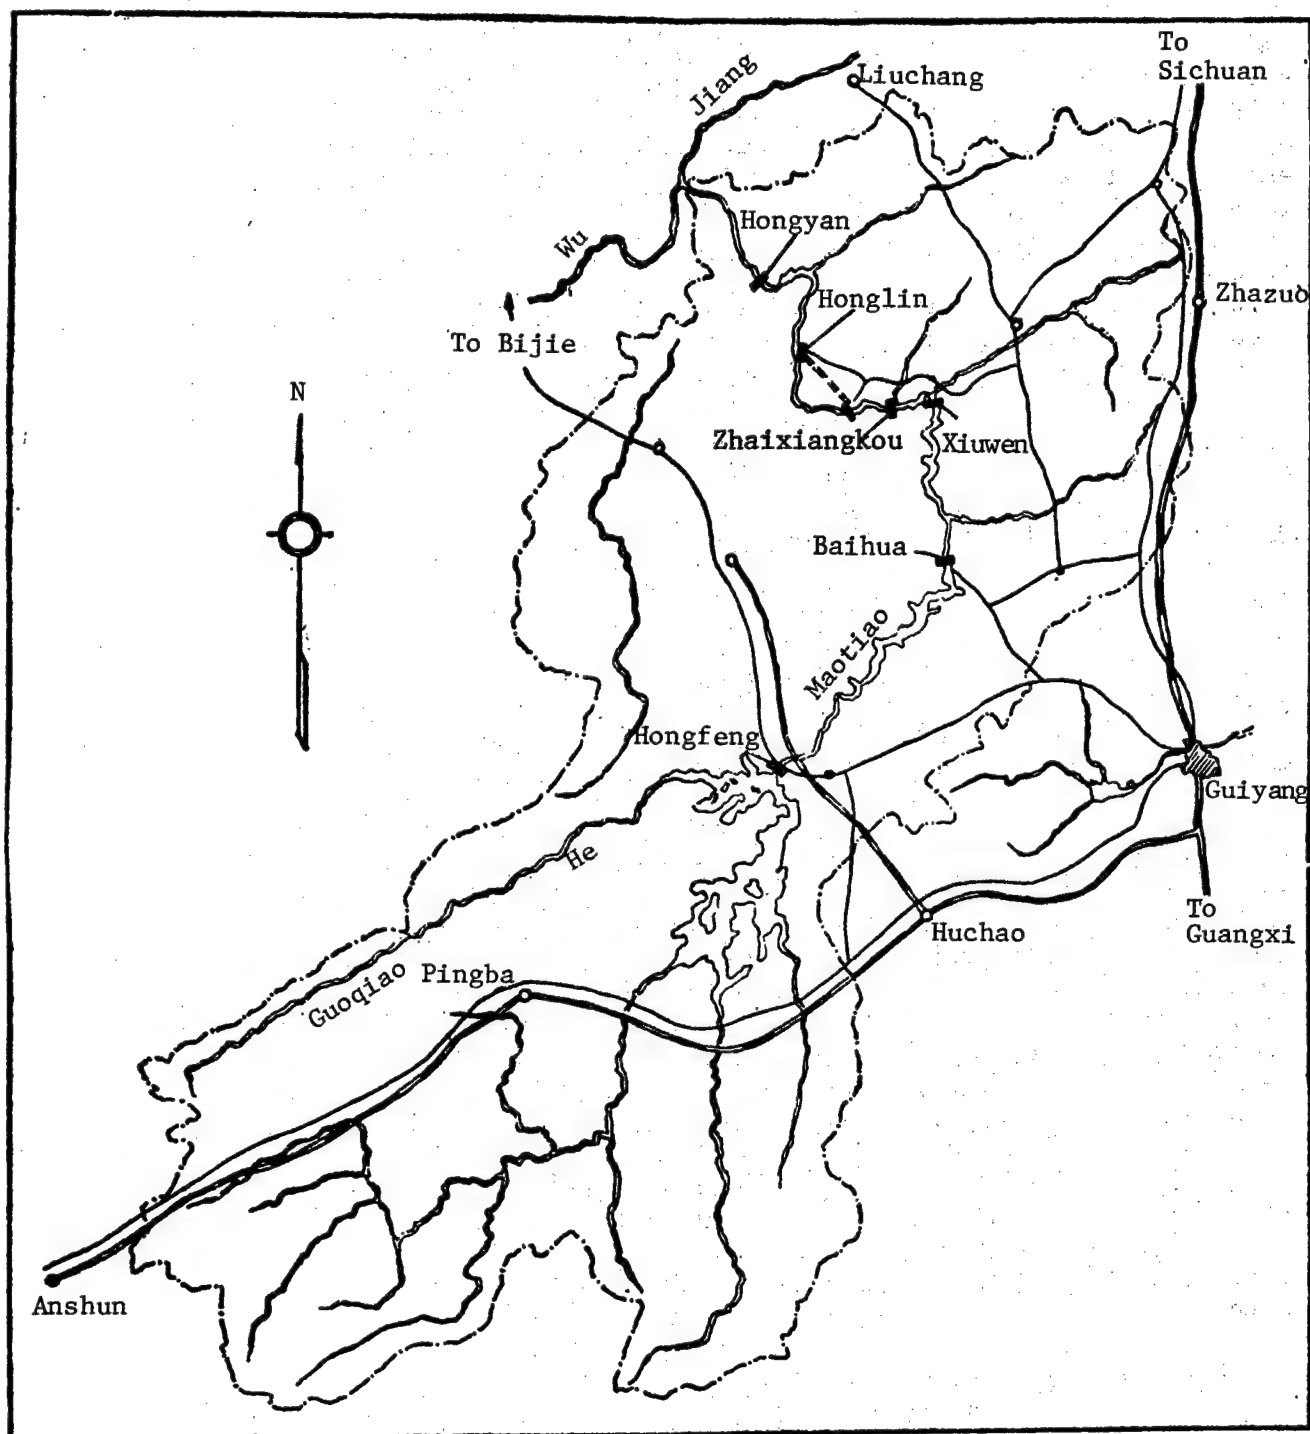 To
Sichuan
Liuchang
Jiang
Hongyan
Wu
Zhazuo
Honglin
To Bijie
N
Zhaixiangkou
Xiuwen
Baihua
Maotiao
Hongfeng
Guiyang
He
To
Guangxi
Huchao
Pingba
Guoqiao
Anshun